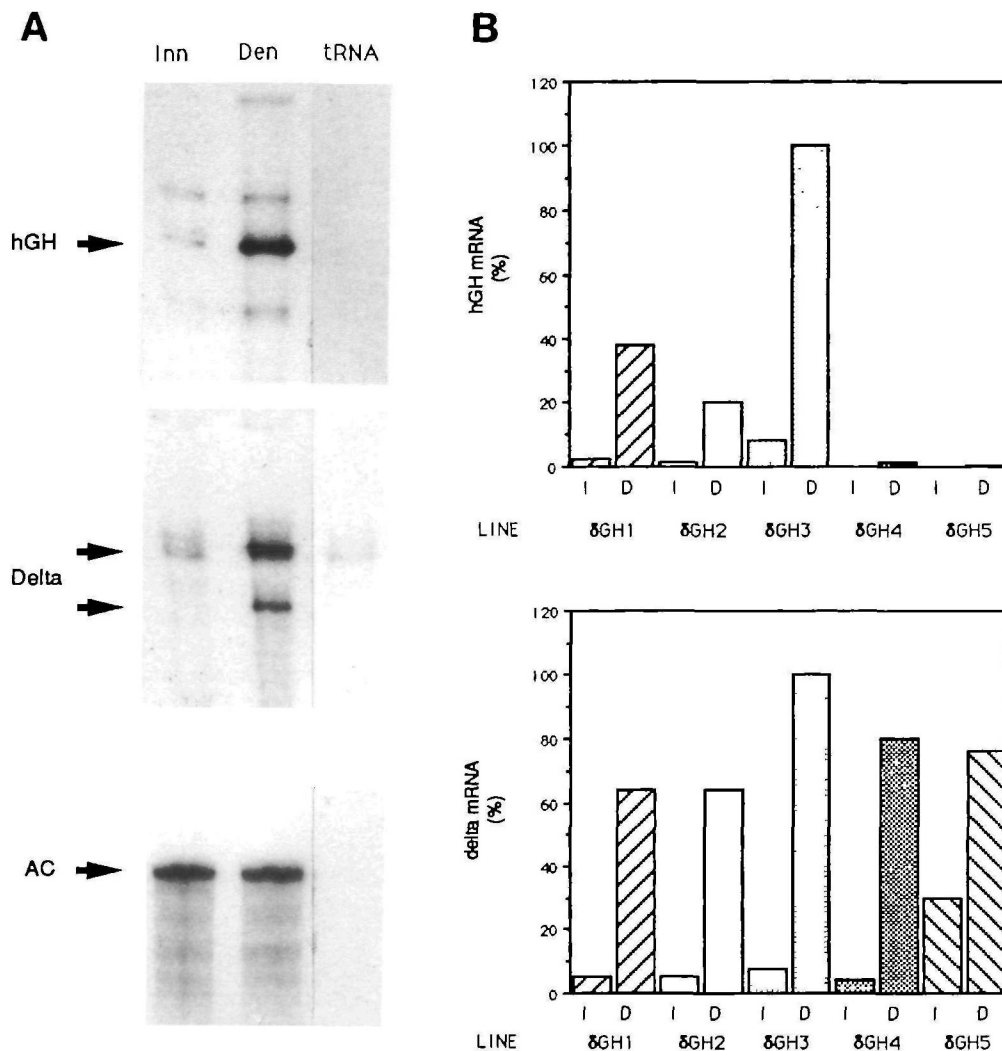 A
Inn Den tRNA
hGH
Delta
AC
B
120
100
80
60
40
20
0
hGH mRNA
(%)
I D I D I D I D I D
LINE δGH1 δGH2 δGH3 δGH4 δGH5
120
100
80
60
40
20
0
delta mRNA
(%)
I D I D I D I D I D
LINE δGH1 δGH2 δGH3 δGH4 δGH5